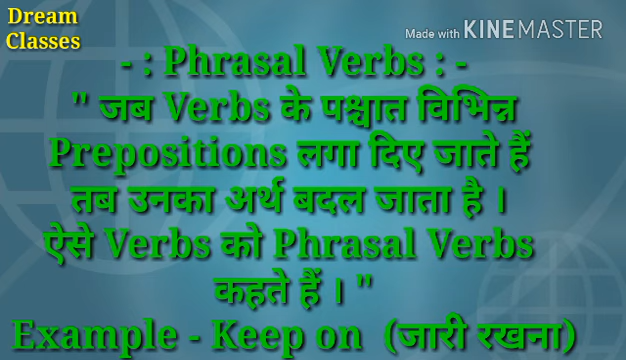 Dream
Classes
Made with KINEMASTER
- : Phrasal Verbs : -
" जब Verbs के पश्चात विभिन्न
Prepositions लगा दिए जाते हैं
तब उनका अर्थ बदल जाता है ।
ऐसे Verbs को Phrasal Verbs
कहते हैं । "
Example - Keep on (जारी रखना)